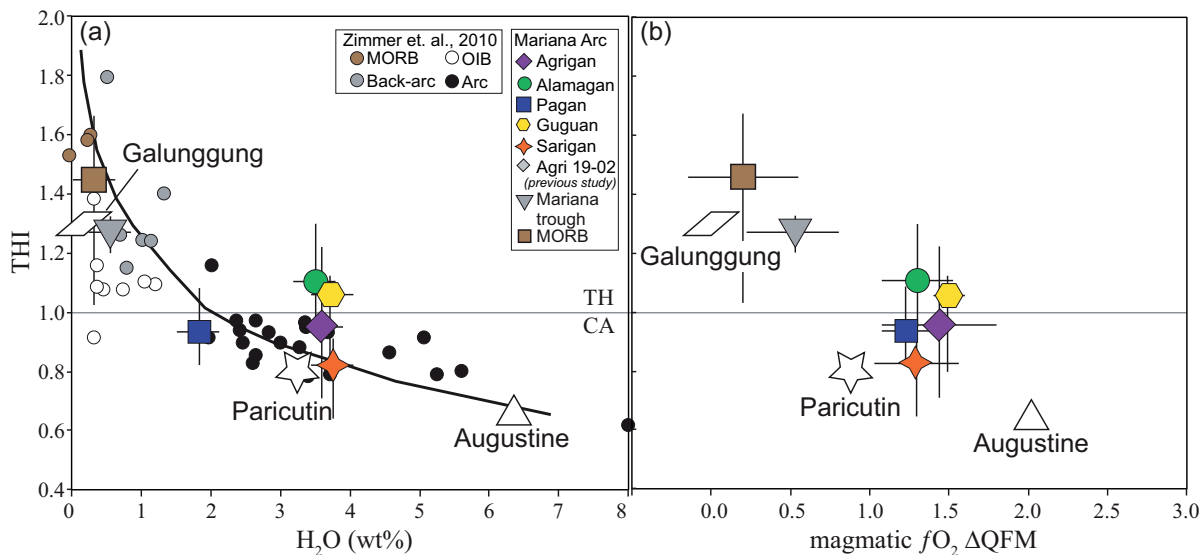 (a)
(b)
Zimmer et. al., 2010
MORB
OIB
Back-arc
Arc
Mariana Arc
Agrigan
Alamagan
Pagan
Guguan
Sarigan
Agri 19-02
(previous study)
Mariana
trough
MORB
THI
2.0
1.8
1.6
1.4
1.2
1.0
0.8
0.6
0.4
Galunggung
TH
CA
Paricutin
Augustine
0
1
2
3
4
5
6
7
8
H₂O (wt%)
Galunggung
Paricutin
Augustine
0.0
0.5
1.0
1.5
2.0
3.0
magmatic fO₂ ΔQFM